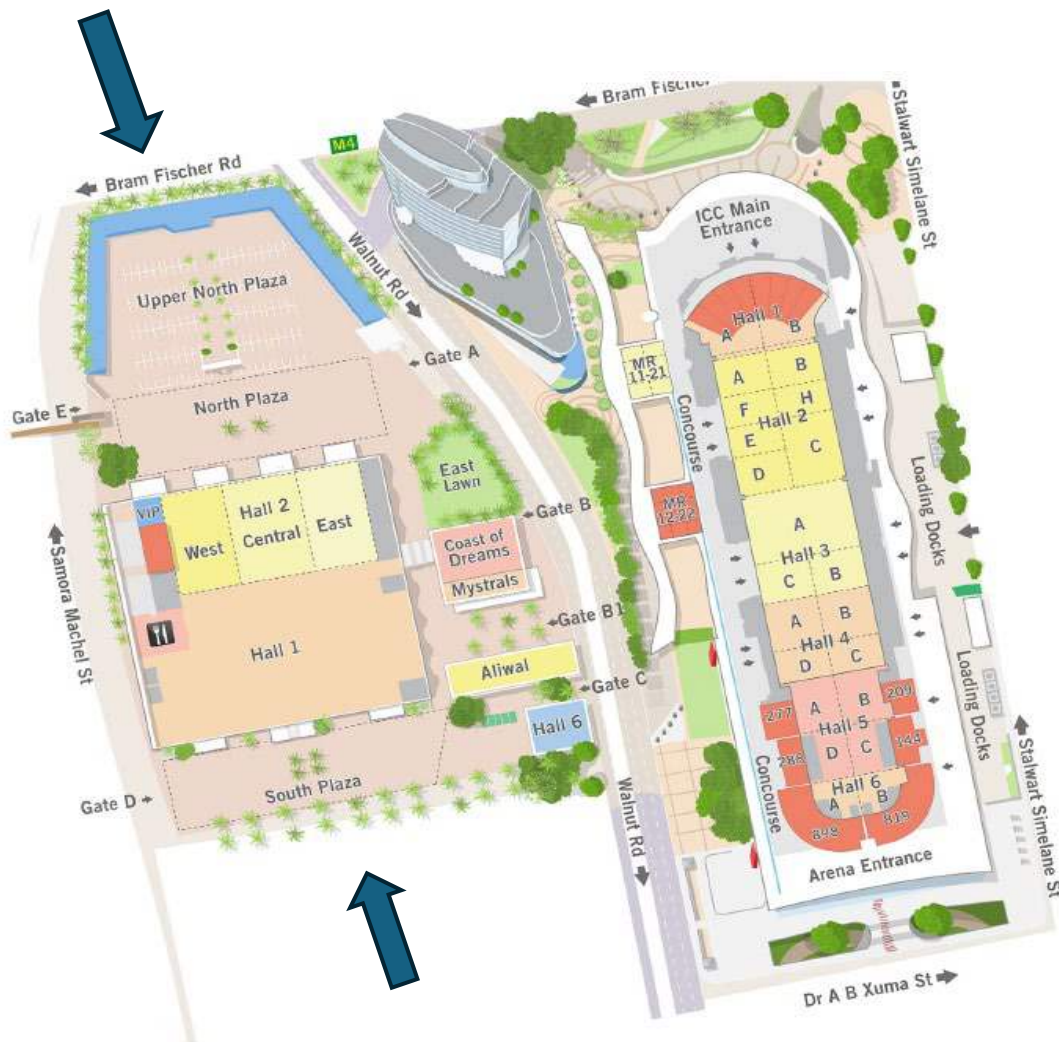 Bram Fischer
M4
Bram Fischer Rd
Stalwart Simelane St
ICC Main
Entrance
Walnut Rd
Upper North Plaza
Hall 1
A B
Gate A
MR
11-21
A B
F H
Hall 2
E
C
D
North Plaza
Gate E
Concourse
East
Lawn
Loading Docks
VIP
Hall 2
West Central East
Gate B
MR
12-22
Coast of
Dreams
Mystrals
A
Hall 3
C B
Samora Machel St
Gate B1
A B
Hall 4
D C
Hall 1
Aliwal
Gate C
Loading Docks
277 A B 209
Hall 6
Hall 5
288 D C 144
Stalwart Simelane St
Gate D
South Plaza
Concourse
Hall 6
A B
848 819
Walnut Rd
Arena Entrance
Dr A B Xuma St